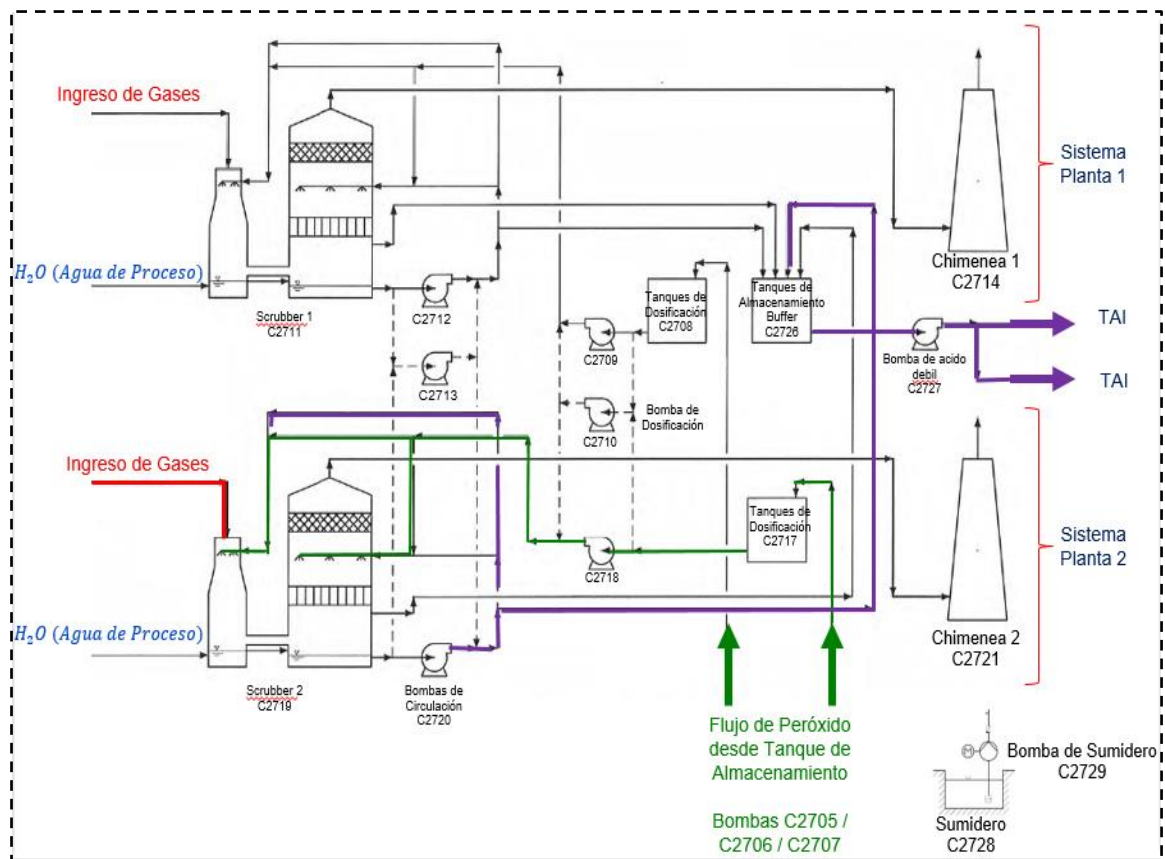 Ingreso de Gases
H₂O (Agua de Proceso)
Scrubber 1
C2711
C2712
C2713
C2709
C2710
Tanques de
Dosificación
C2708
Bomba de
Dosificación
Tanques de
Almacenamiento
Buffer
C2726
Bomba de acido
debil
C2727
Chimenea 1
C2714
Sistema
Planta 1
TAI
TAI
Ingreso de Gases
H₂O (Agua de Proceso)
Scrubber 2
C2719
Bombas de
Circulación
C2720
C2718
Tanques de
Dosificación
C2717
Chimenea 2
C2721
Sistema
Planta 2
Flujo de Peróxido
desde Tanque de
Almacenamiento
Bombas C2705 /
C2706 / C2707
M
Bomba de Sumidero
C2729
Sumidero
C2728